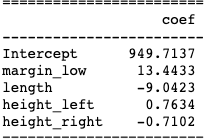 ========================
coef
------------------------
Intercept 949.7137
margin_low 13.4433
length -9.0423
height_left 0.7634
height_right -0.7102
========================